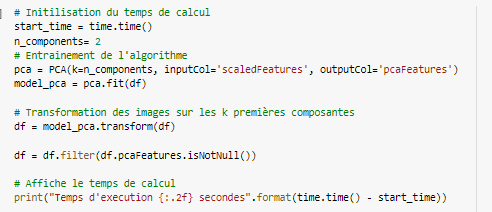 # Initilisation du temps de calcul
start_time = time.time()
n_components= 2
# Entrainement de l'algorithme
pca = PCA(k=n_components, inputCol='scaledFeatures', outputCol='pcaFeatures')
model_pca = pca.fit(df)
# Transformation des images sur les k premières composantes
df = model_pca.transform(df)
df = df.filter(df.pcaFeatures.isNotNull())
# Affiche le temps de calcul
print("Temps d'execution {:.2f} secondes".format(time.time() - start_time))